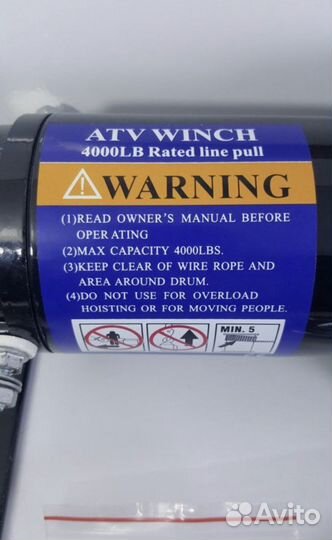 ATV WINCH
4000LB Rated line pull
WARNING
(1)READ OWNER'S MANUAL BEFORE
OPER ATING
(2)MAX CAPACITY 4000LBS.
(3)KEEP CLEAR OF WIRE ROPE AND
AREA AROUND DRUM.
(4)DO NOT USE FOR OVERLOAD
HOISTING OR FOR MOVING PEOPLE.
MIN. 5
Avito